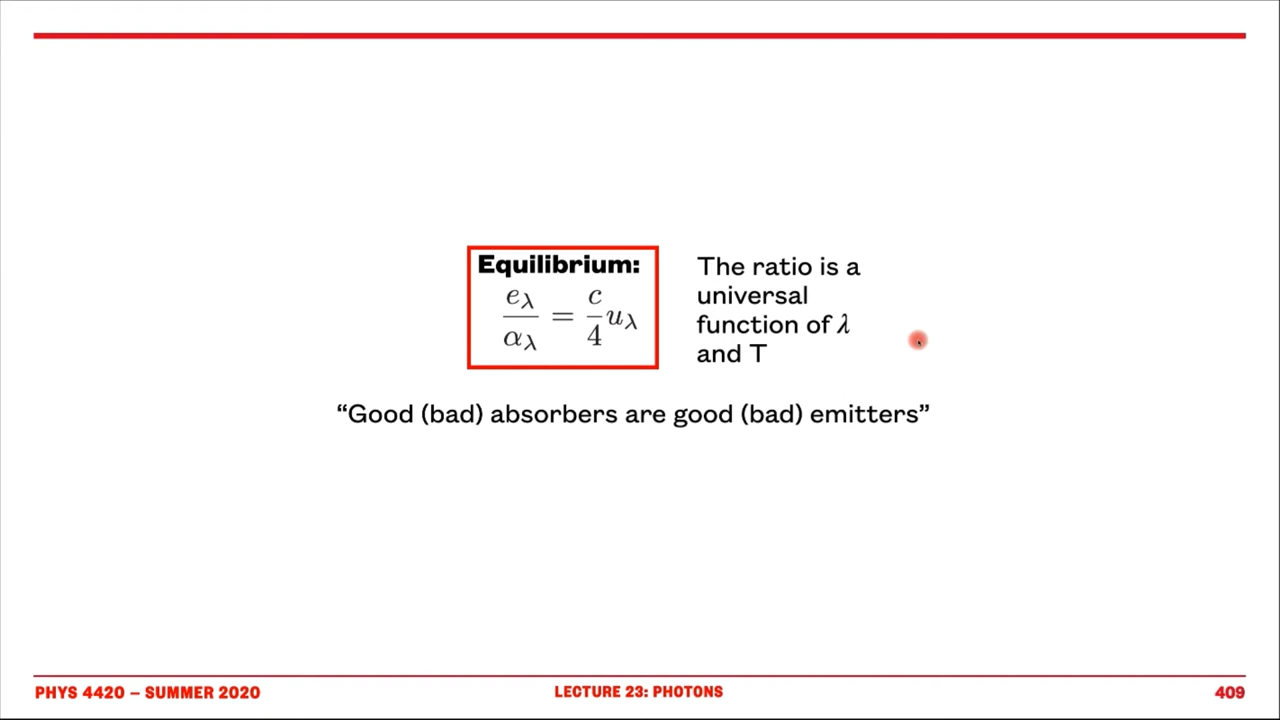 Equilibrium:
e_λ/α_λ = c/4 u_λ
The ratio is a
universal
function of λ
and T
“Good (bad) absorbers are good (bad) emitters”
PHYS 4420 – SUMMER 2020
LECTURE 23: PHOTONS
409